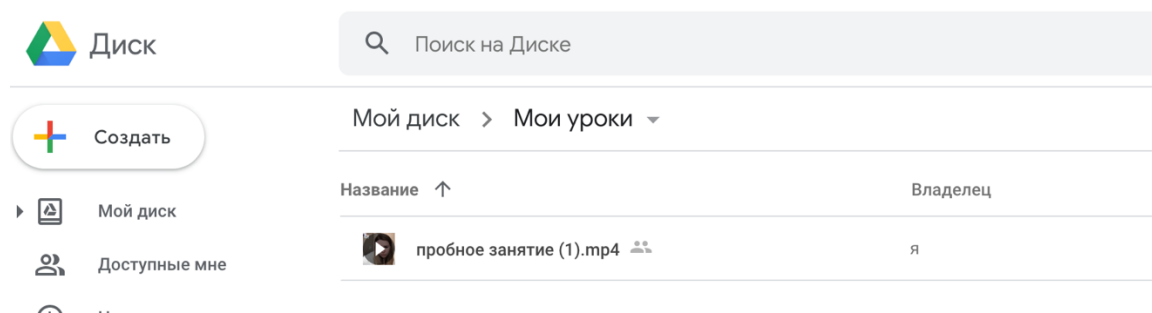 Диск
Поиск на Диске
Создать
Мой диск > Мои уроки
Название ↑ Владелец
Мой диск
пробное занятие (1).mp4 я
Доступные мне